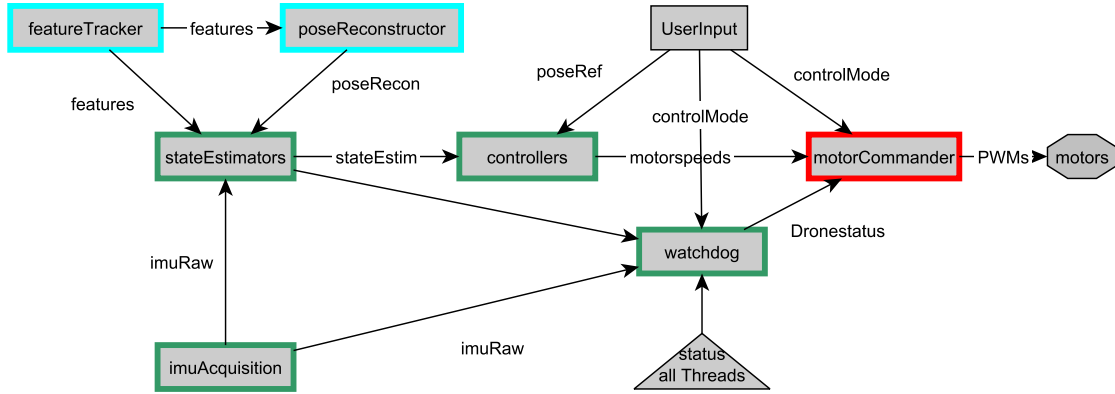 featureTracker
features
poseReconstructor
UserInput
poseRef
controlMode
features
poseRecon
controlMode
stateEstimators
stateEstim
controllers
motorspeeds
motorCommander
PWMs
motors
Dronestatus
watchdog
imuRaw
imuRaw
imuAcquisition
status
all Threads